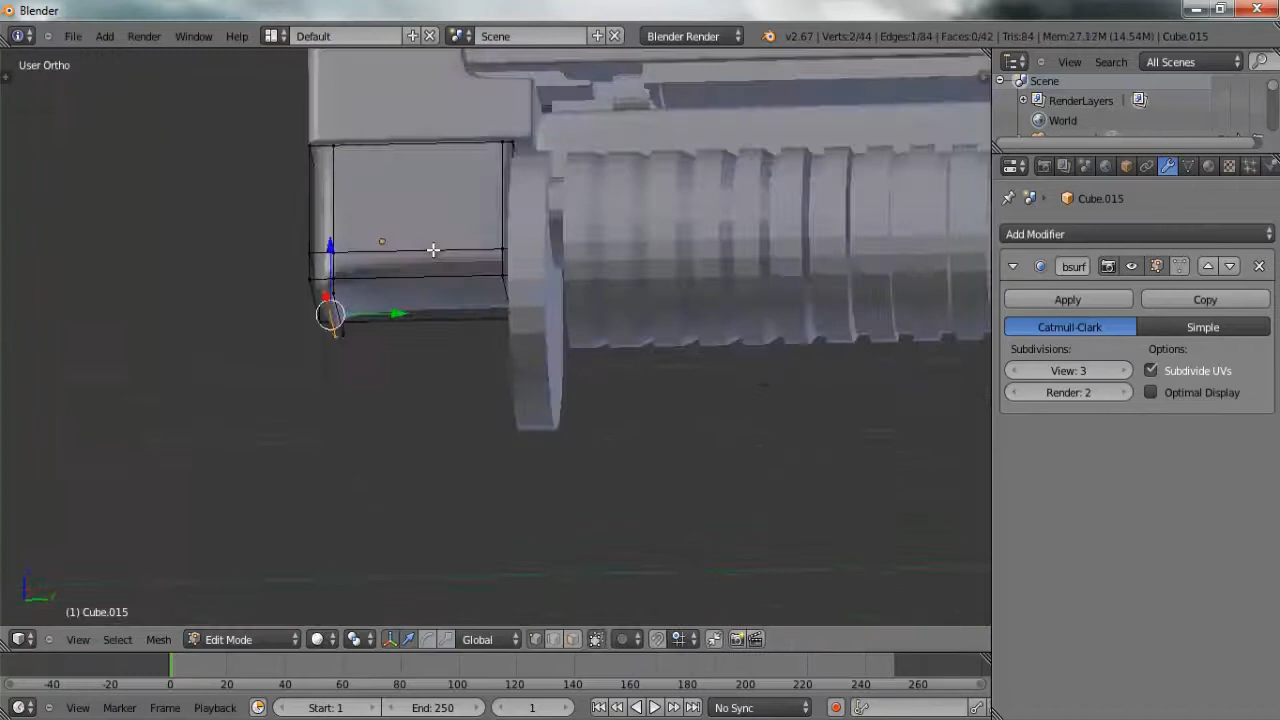 Blender
File Add Render Window Help Default Scene Blender Render v2.67 | Verts:2/44 | Edges:1/84 | Faces:0/42 | Tris:84 | Mem:27.12M (14.54M) | Cube.015
User Ortho
View Search All Scenes
Scene
RenderLayers
World
Cube.015
Add Modifier
bsurf
Apply Copy
Catmull-Clark Simple
Subdivisions: Options:
View: 3 Subdivide UVs
Render: 2 Optimal Display
(1) Cube.015
View Select Mesh Edit Mode Global
-40 -20 0 20 40 60 80 100 120 140 160 180 200 220 240 260
View Marker Frame Playback Start: 1 End: 250 1 No Sync